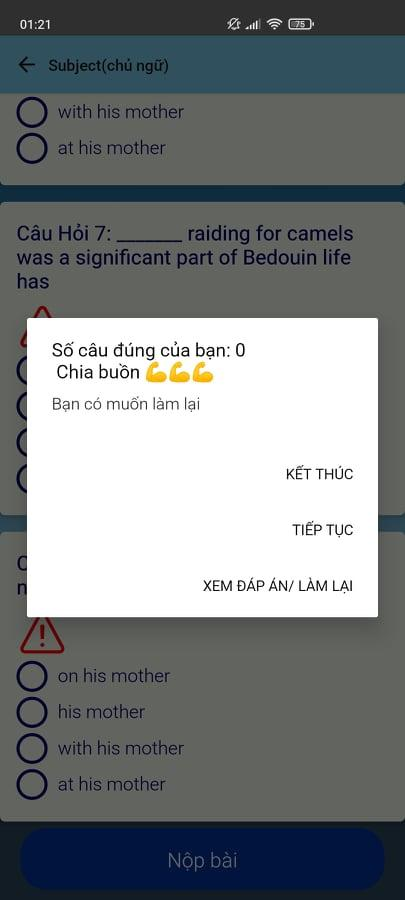 01:21
75
Subject(chủ ngữ)
with his mother
at his mother
Câu Hỏi 7: _______ raiding for camels
was a significant part of Bedouin life
has
Số câu đúng của bạn: 0
Chia buồn 💪💪💪
Bạn có muốn làm lại
KẾT THÚC
TIẾP TỤC
XEM ĐÁP ÁN/ LÀM LẠI
on his mother
his mother
with his mother
at his mother
Nộp bài